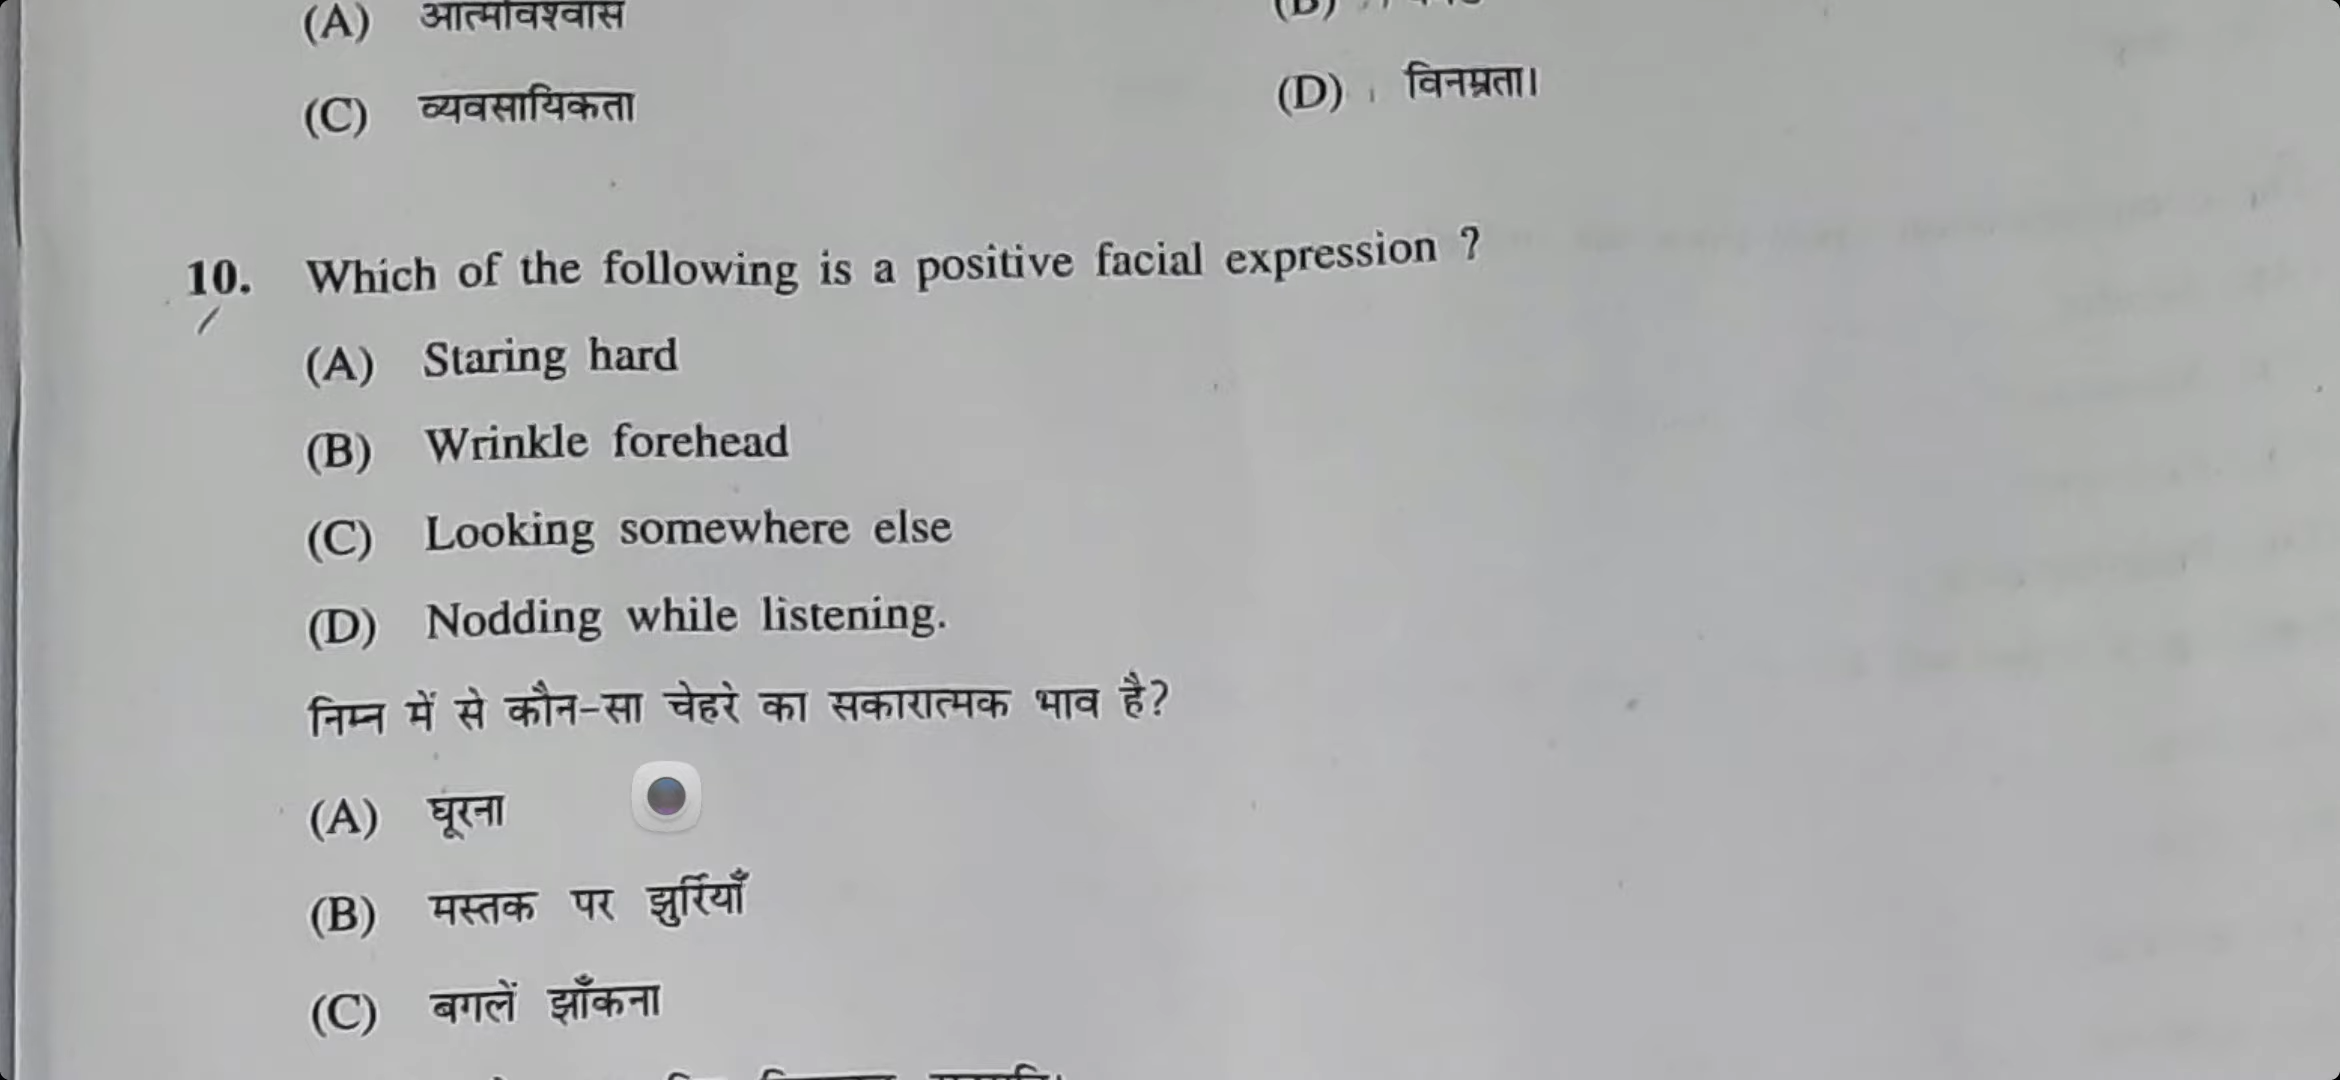 (A) आत्मविश्वास
(C) व्यवसायिकता
(D) विनम्रता।
10. Which of the following is a positive facial expression ?
(A) Staring hard
(B) Wrinkle forehead
(C) Looking somewhere else
(D) Nodding while listening.
निम्न में से कौन-सा चेहरे का सकारात्मक भाव है?
(A) घूरना
(B) मस्तक पर झुर्रियाँ
(C) बगलें झाँकना